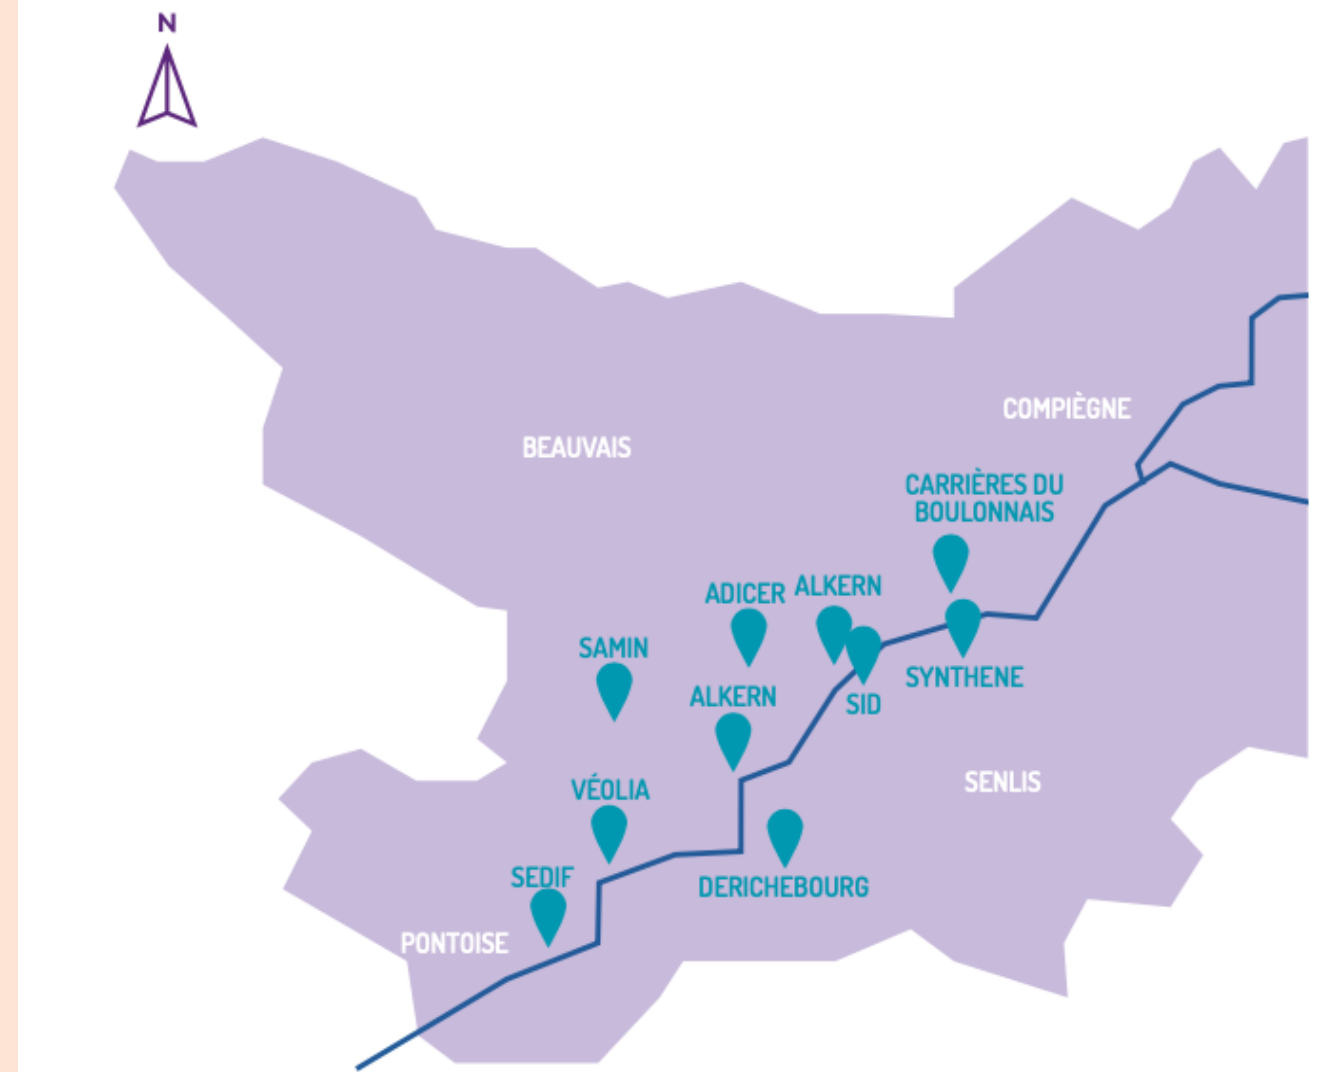 N
COMPIÈGNE
BEAUVAIS
CARRIÈRES DU
BOULONNAIS
ADICER
ALKERN
SAMIN
SYNTHENE
ALKERN
SID
SENLIS
VÉOLIA
SEDIF
DERICHEBOURG
PONTOISE